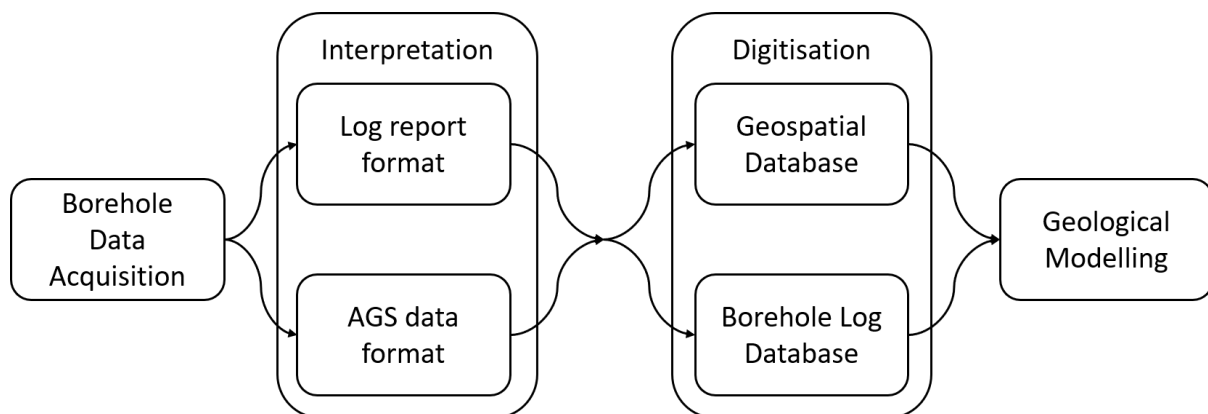 Borehole
Data
Acquisition
Interpretation
Log report
format
AGS data
format
Digitisation
Geospatial
Database
Borehole Log
Database
Geological
Modelling